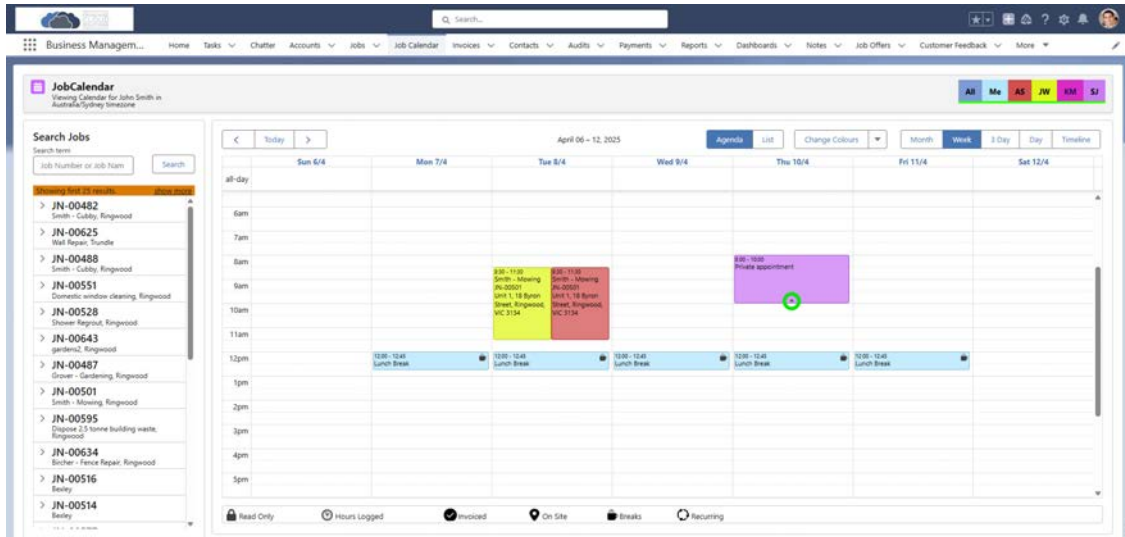 Search...
Business Managem... Home Tasks Chatter Accounts Jobs Job Calendar Invoices Contacts Audits Payments Reports Dashboards Notes Job Offers Customer Feedback More
JobCalendar
Viewing Calendar for John Smith in
Australia/Sydney timezone
All Me AS JW KM SJ
Search Jobs
Search term
Job Number or Job Nam Search
Showing first 25 results. show more
JN-00482
Smith - Cubby, Ringwood
JN-00625
Wall Repair, Trundle
JN-00488
Smith - Cubby, Ringwood
JN-00551
Domestic window cleaning, Ringwood
JN-00528
Shower Regrout, Ringwood
JN-00643
gardens2, Ringwood
JN-00487
Grover - Gardening, Ringwood
JN-00501
Smith - Mowing, Ringwood
JN-00595
Dispose 2.5 tonne building waste,
Ringwood
JN-00634
Bircher - Fence Repair, Ringwood
JN-00516
Bexley
JN-00514
Bexley
Today April 06 – 12, 2025 Agenda List Change Colours Month Week 3 Day Day Timeline
Sun 6/4 Mon 7/4 Tue 8/4 Wed 9/4 Thu 10/4 Fri 11/4 Sat 12/4
all-day
6am
7am
8am
9am
10am
11am
12pm
1pm
2pm
3pm
4pm
5pm
Smith - Mowing
JN-00501
Unit 1, 18 Byron
Street, Ringwood,
VIC 3134
Smith - Mowing
JN-00501
Unit 1, 18 Byron
Street, Ringwood,
VIC 3134
Private appointment
12:00 - 12:45
Lunch Break
12:00 - 12:45
Lunch Break
12:00 - 12:45
Lunch Break
12:00 - 12:45
Lunch Break
12:00 - 12:45
Lunch Break
Read Only Hours Logged Invoiced On Site Breaks Recurring